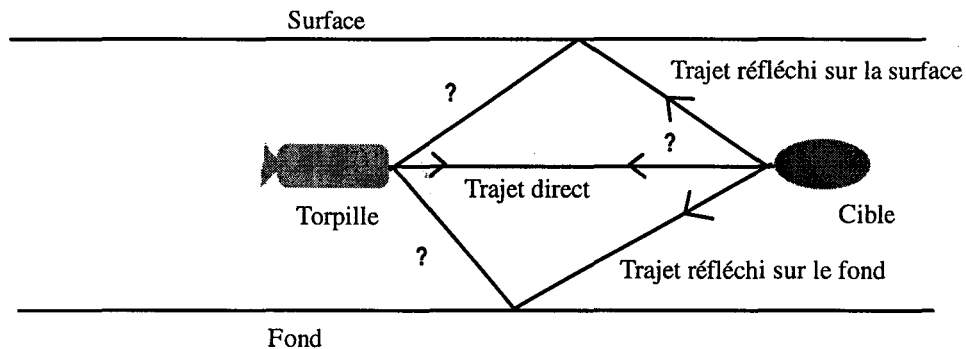 Surface
Trajet réfléchi sur la surface
?
?
Trajet direct
Torpille
Cible
?
Trajet réfléchi sur le fond
Fond